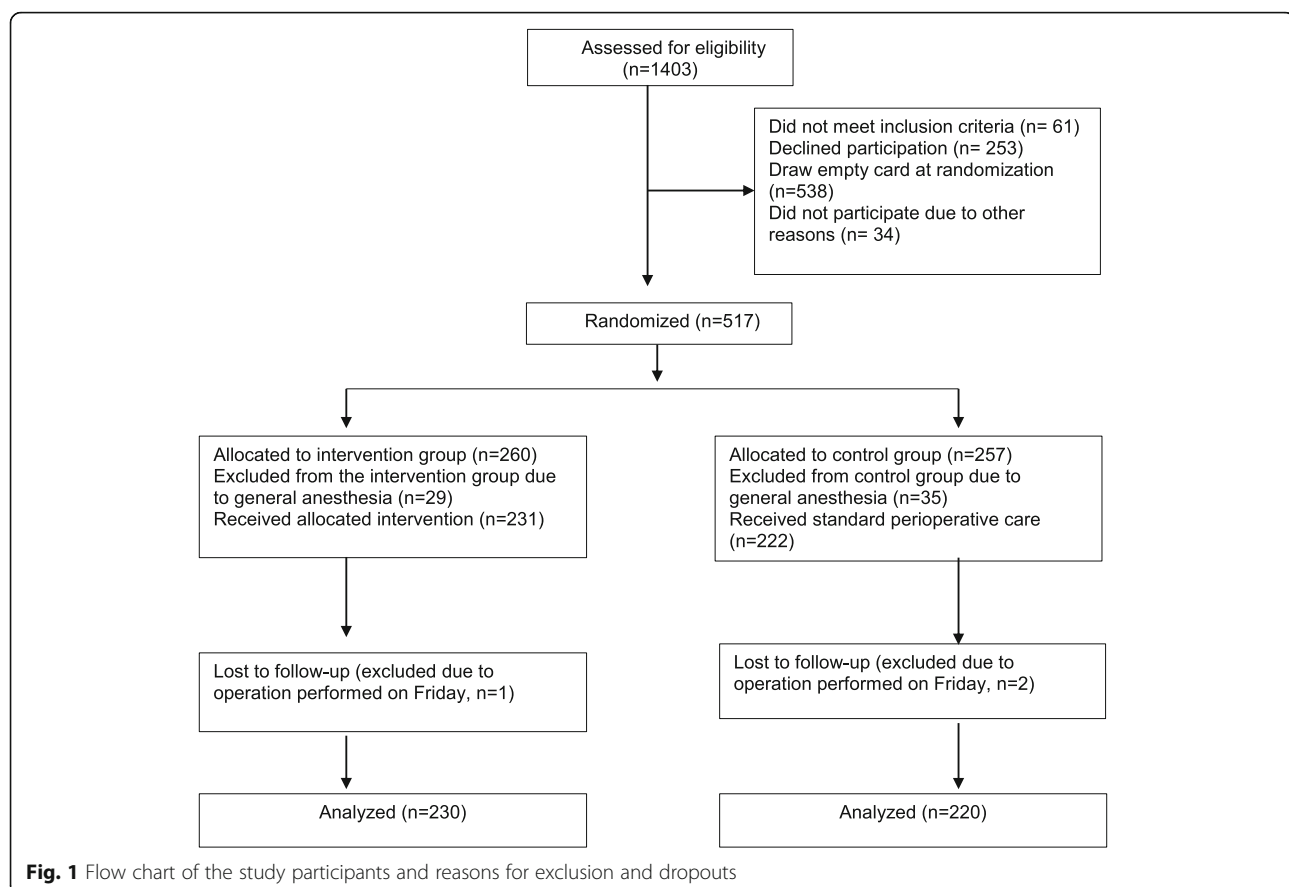 Assessed for eligibility
(n=1403)
Did not meet inclusion criteria (n= 61)
Declined participation (n= 253)
Draw empty card at randomization
(n=538)
Did not participate due to other
reasons (n= 34)
Randomized (n=517)
Allocated to intervention group (n=260)
Excluded from the intervention group due
to general anesthesia (n=29)
Received allocated intervention (n=231)
Allocated to control group (n=257)
Excluded from control group due to
general anesthesia (n=35)
Received standard perioperative care
(n=222)
Lost to follow-up (excluded due to
operation performed on Friday, n=1)
Lost to follow-up (excluded due to
operation performed on Friday, n=2)
Analyzed (n=230)
Analyzed (n=220)
Fig. 1 Flow chart of the study participants and reasons for exclusion and dropouts